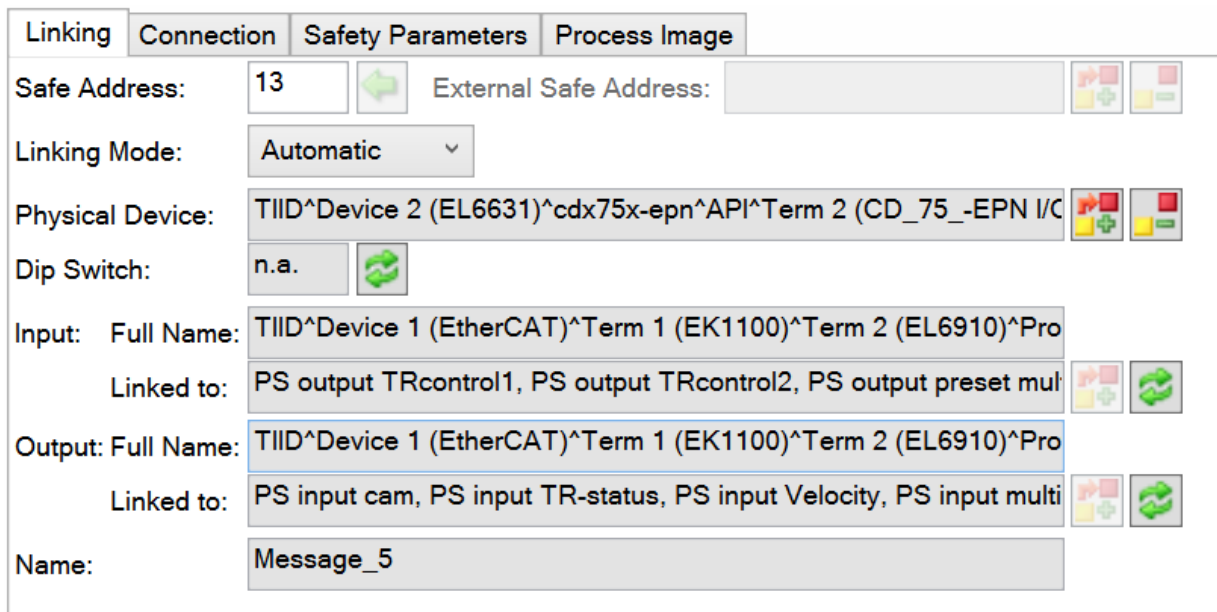 Linking Connection Safety Parameters Process Image
Safe Address: 13 External Safe Address:
Linking Mode: Automatic
Physical Device: TIID^Device 2 (EL6631)^cdx75x-epn^API^Term 2 (CD_75_-EPN I/O
Dip Switch: n.a.
Input: Full Name: TIID^Device 1 (EtherCAT)^Term 1 (EK1100)^Term 2 (EL6910)^Pro
Linked to: PS output TRcontrol1, PS output TRcontrol2, PS output preset mul
Output: Full Name: TIID^Device 1 (EtherCAT)^Term 1 (EK1100)^Term 2 (EL6910)^Pro
Linked to: PS input cam, PS input TR-status, PS input Velocity, PS input multi
Name: Message_5